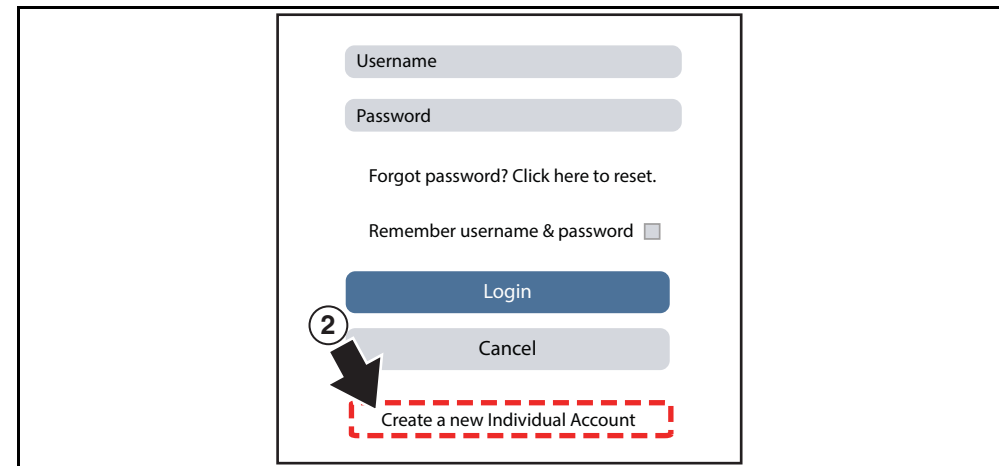 Username
Password
Forgot password? Click here to reset.
Remember username & password
Login
2
Cancel
Create a new Individual Account